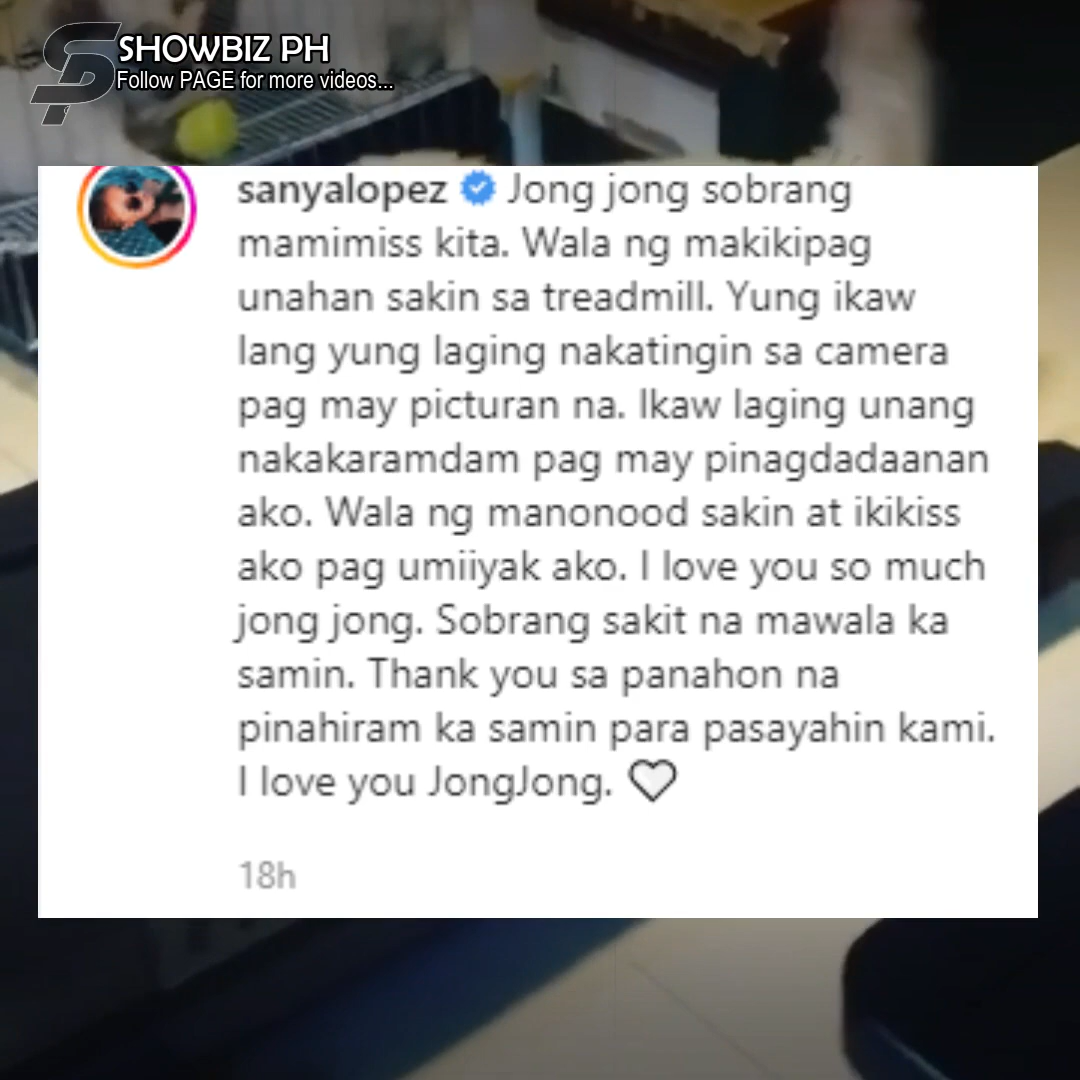 SHOWBIZ PH
Follow PAGE for more videos...
sanyalopez Jong jong sobrang
mamimiss kita. Wala ng makikipag
unahan sakin sa treadmill. Yung ikaw
lang yung laging nakatingin sa camera
pag may picturan na. Ikaw laging unang
nakakaramdam pag may pinagdadaanan
ako. Wala ng manonood sakin at ikikiss
ako pag umiiyak ako. I love you so much
jong jong. Sobrang sakit na mawala ka
samin. Thank you sa panahon na
pinahiram ka samin para pasayahin kami.
I love you JongJong. 🤍
18h